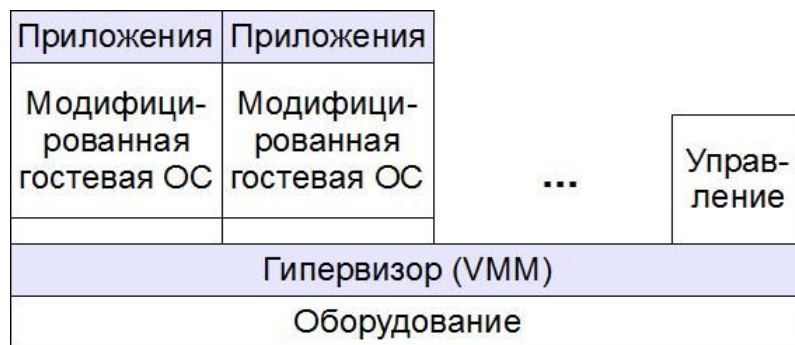 Приложения Приложения
Модифици-
рованная
гостевая ОС
Модифици-
рованная
гостевая ОС
...
Управ-
ление
Гипервизор (VMM)
Оборудование